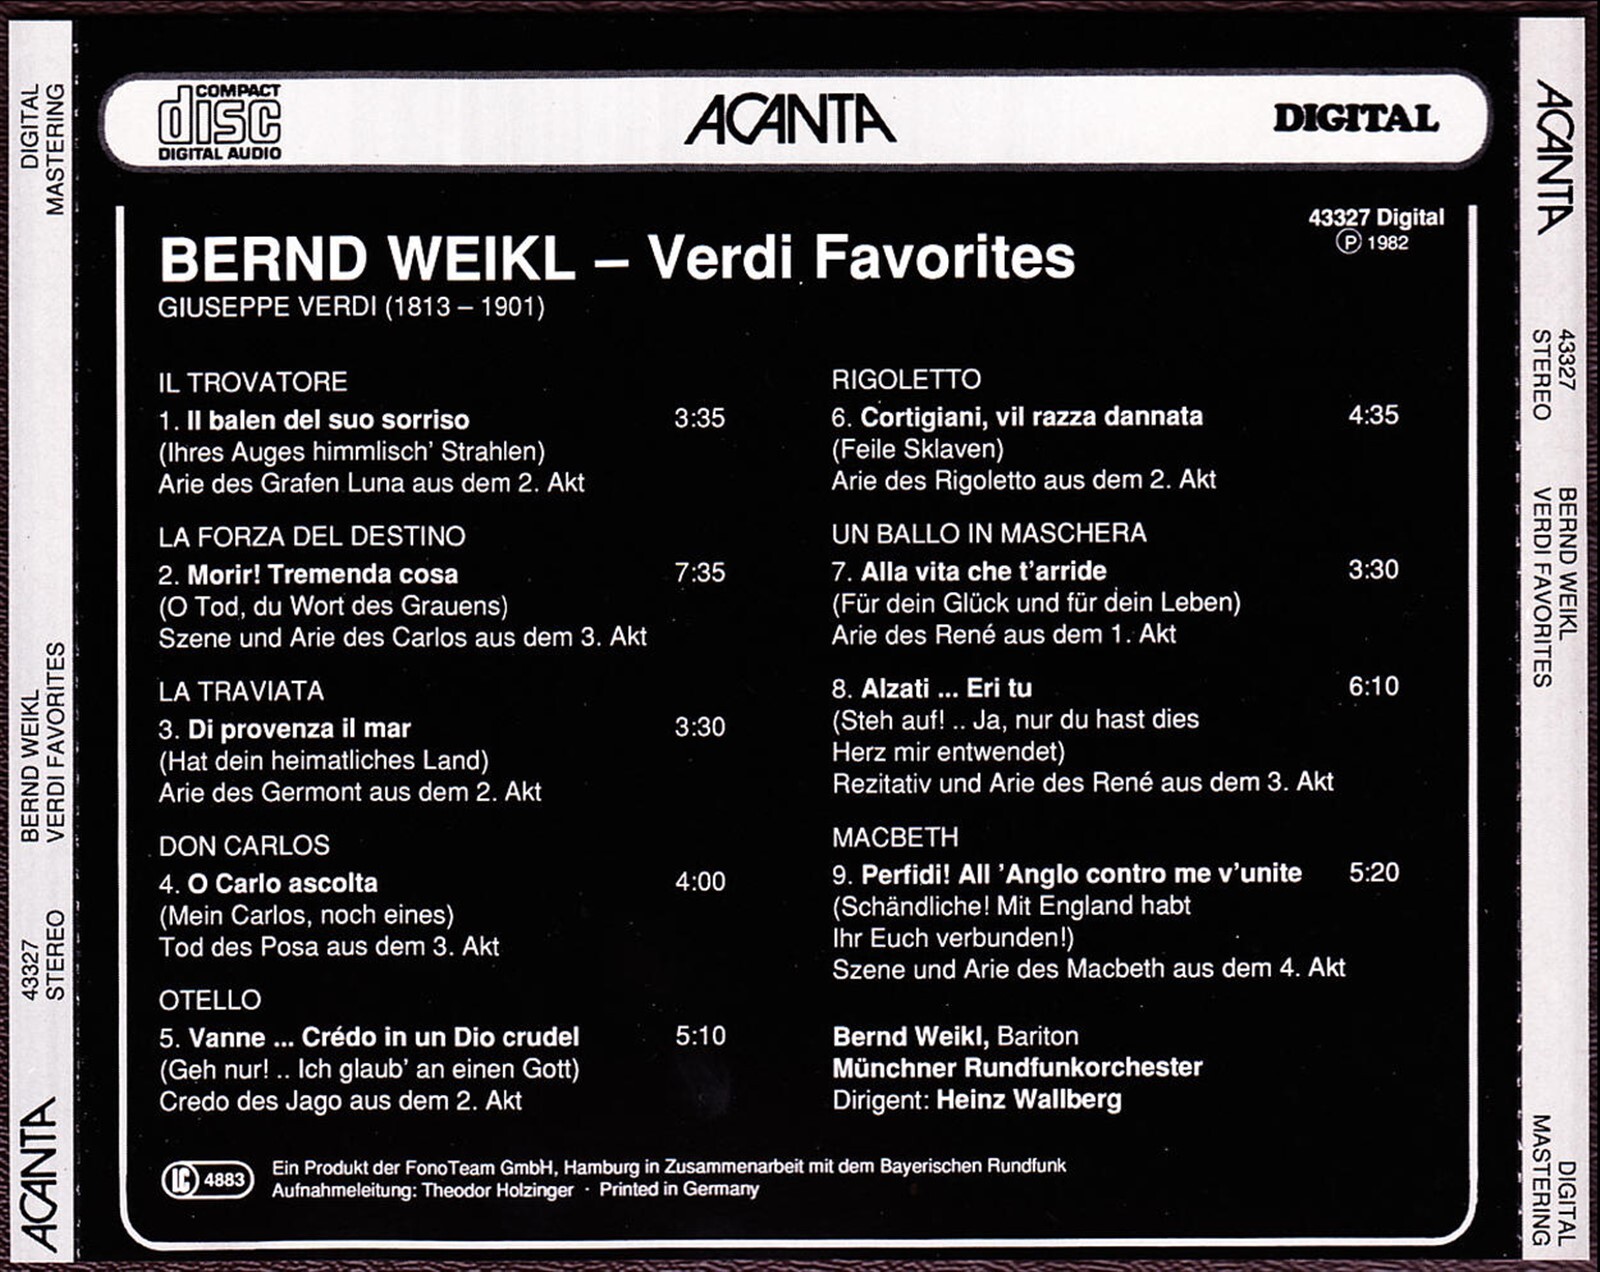 DIGITAL
MASTERING
BERND WEIKL
VERDI FAVORITES
43327
STEREO
ACANTA
COMPACT
disc
DIGITAL AUDIO
ACANTA
DIGITAL
43327 Digital
Ⓟ 1982
BERND WEIKL – Verdi Favorites
GIUSEPPE VERDI (1813 – 1901)
IL TROVATORE
1. Il balen del suo sorriso 3:35
(Ihres Auges himmlisch' Strahlen)
Arie des Grafen Luna aus dem 2. Akt
LA FORZA DEL DESTINO
2. Morir! Tremenda cosa 7:35
(O Tod, du Wort des Grauens)
Szene und Arie des Carlos aus dem 3. Akt
LA TRAVIATA
3. Di provenza il mar 3:30
(Hat dein heimatliches Land)
Arie des Germont aus dem 2. Akt
DON CARLOS
4. O Carlo ascolta 4:00
(Mein Carlos, noch eines)
Tod des Posa aus dem 3. Akt
OTELLO
5. Vanne ... Crédo in un Dio crudel 5:10
(Geh nur! .. Ich glaub' an einen Gott)
Credo des Jago aus dem 2. Akt
RIGOLETTO
6. Cortigiani, vil razza dannata 4:35
(Feile Sklaven)
Arie des Rigoletto aus dem 2. Akt
UN BALLO IN MASCHERA
7. Alla vita che t'arride 3:30
(Für dein Glück und für dein Leben)
Arie des René aus dem 1. Akt
8. Alzati ... Eri tu 6:10
(Steh auf! .. Ja, nur du hast dies
Herz mir entwendet)
Rezitativ und Arie des René aus dem 3. Akt
MACBETH
9. Perfidi! All 'Anglo contro me v'unite 5:20
(Schändliche! Mit England habt
Ihr Euch verbunden!)
Szene und Arie des Macbeth aus dem 4. Akt
Bernd Weikl, Bariton
Münchner Rundfunkorchester
Dirigent: Heinz Wallberg
LC 4883
Ein Produkt der FonoTeam GmbH, Hamburg in Zusammenarbeit mit dem Bayerischen Rundfunk
Aufnahmeleitung: Theodor Holzinger · Printed in Germany
ACANTA
43327
STEREO
BERND WEIKL
VERDI FAVORITES
DIGITAL
MASTERING